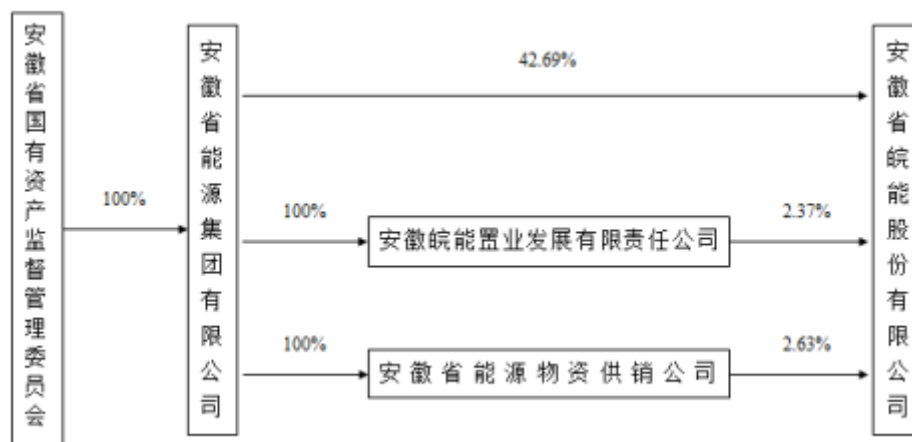 安徽省国有资产监督管理委员会
100%
安徽省能源集团有限公司
42.69%
100%
安徽皖能置业发展有限责任公司
2.37%
100%
安徽省能源物资供销公司
2.63%
安徽省皖能股份有限公司